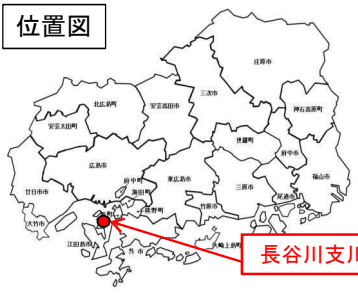 位置図
庄原市
三次市
北広島町
安芸高田市
神石高原町
安芸太田町
世羅町
府中市
広島市
福山市
府中町
東広島市
三原市
尾道市
廿日市市
海田町
熊野町
竹原市
大竹市
江田島市
呉市
大崎上島町
長谷川支川